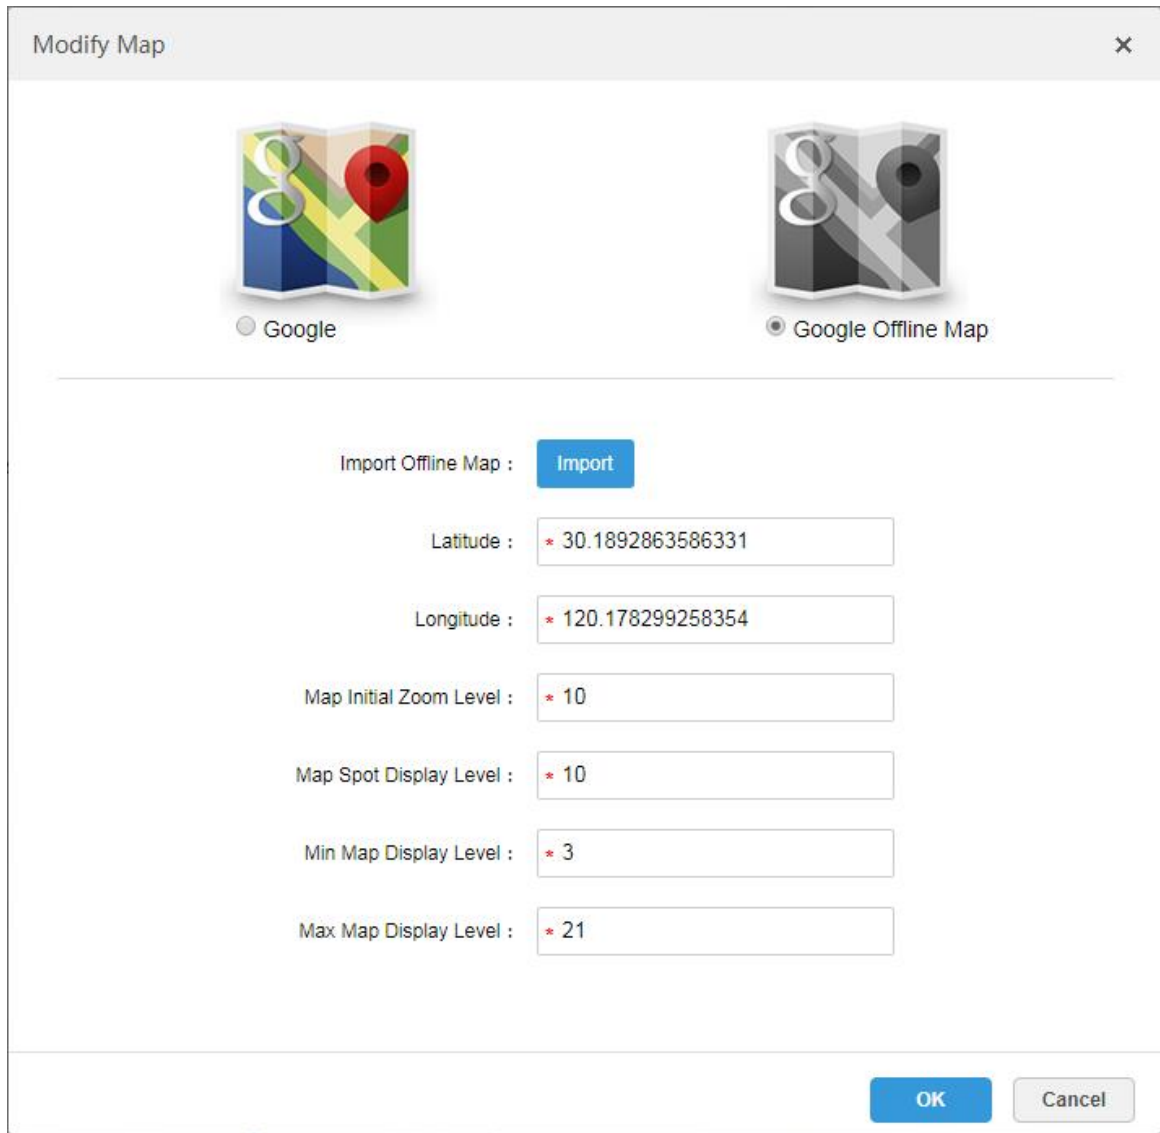 Modify Map ×
g g
Google Google Offline Map
Import Offline Map : Import
Latitude : * 30.1892863586331
Longitude : * 120.178299258354
Map Initial Zoom Level : * 10
Map Spot Display Level : * 10
Min Map Display Level : * 3
Max Map Display Level : * 21
OK Cancel